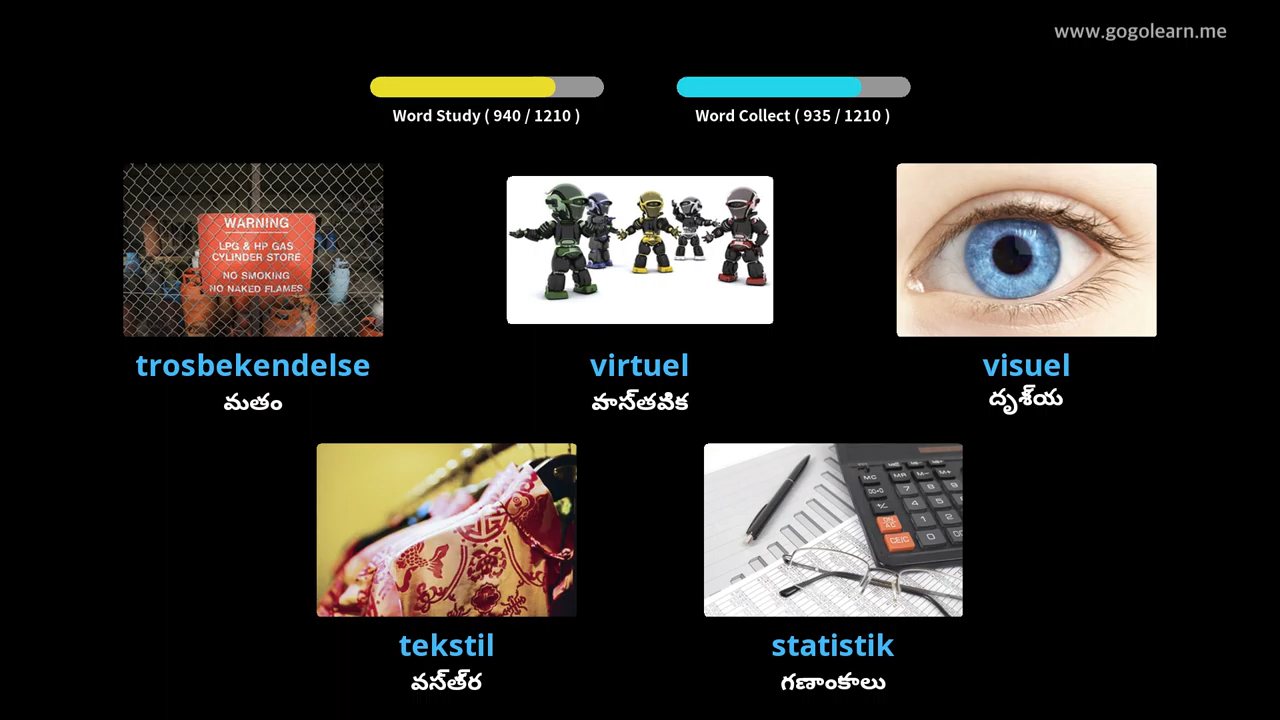 www.gogolearn.me
Word Study ( 940 / 1210 )
Word Collect ( 935 / 1210 )
WARNING
LPG & HP GAS
CYLINDER STORE
NO SMOKING
NO NAKED FLAMES
trosbekendelse
మతం
virtuel
వాస్‌తవిక
visuel
దృశ్‌య
tekstil
వస్‌త్‌ర
statistik
గణాంకాలు